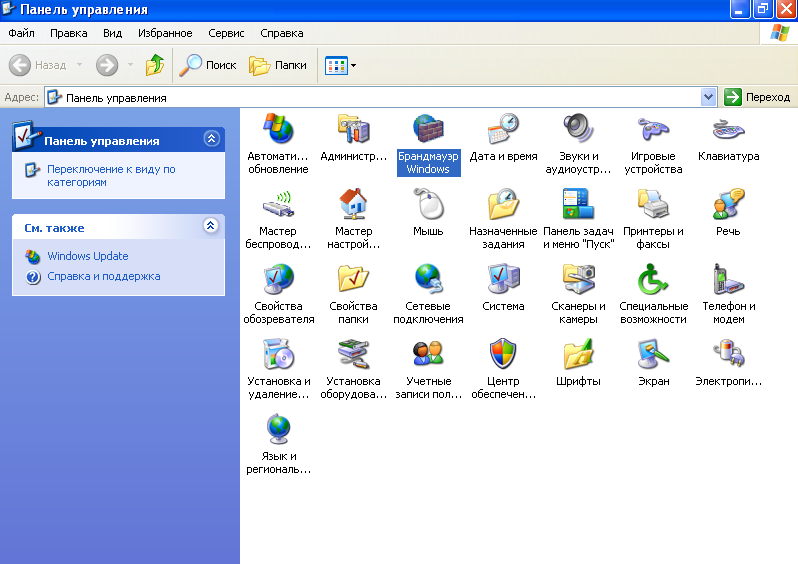 Панель управления
Файл Правка Вид Избранное Сервис Справка
Назад Поиск Папки
Адрес: Панель управления Переход
Панель управления
Переключение к виду по
категориям
См. также
Windows Update
Справка и поддержка
Автомати... Администр... Брандмауэр Дата и время Звуки и Игровые Клавиатура
обновление Windows аудиоустр... устройства
Мастер Мастер Мышь Назначенные Панель задач Принтеры и Речь
беспровод... настрой... задания и меню "Пуск" факсы
Свойства Свойства Сетевые Система Сканеры и Специальные Телефон и
обозревателя папки подключения камеры возможности модем
Установка и Установка Учетные Центр Шрифты Экран Электропи...
удаление... оборудова... записи пол... обеспечен...
Язык и
региональ...